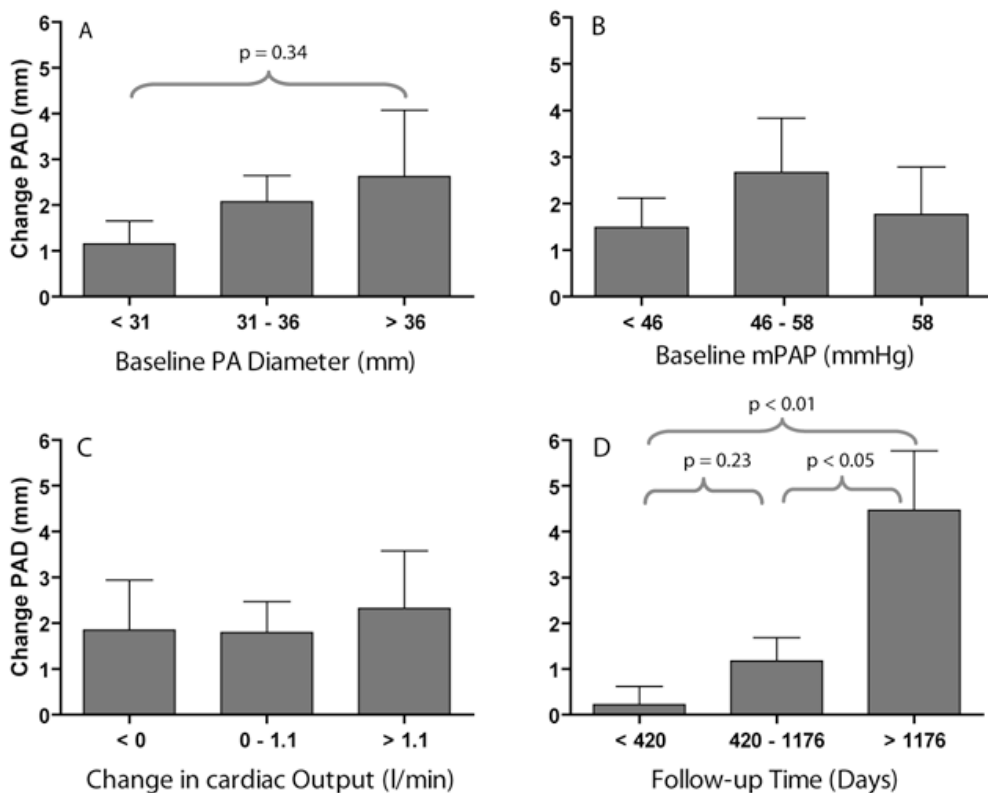 A
p = 0.34
Change PAD (mm)
6
5
4
3
2
1
0
< 31 31 - 36 > 36
Baseline PA Diameter (mm)
B
6
5
4
3
2
1
0
< 46 46 - 58 58
Baseline mPAP (mmHg)
C
Change PAD (mm)
6
5
4
3
2
1
0
< 0 0 - 1.1 > 1.1
Change in cardiac Output (l/min)
p < 0.01
D
p = 0.23 p < 0.05
6
5
4
3
2
1
0
< 420 420 - 1176 > 1176
Follow-up Time (Days)